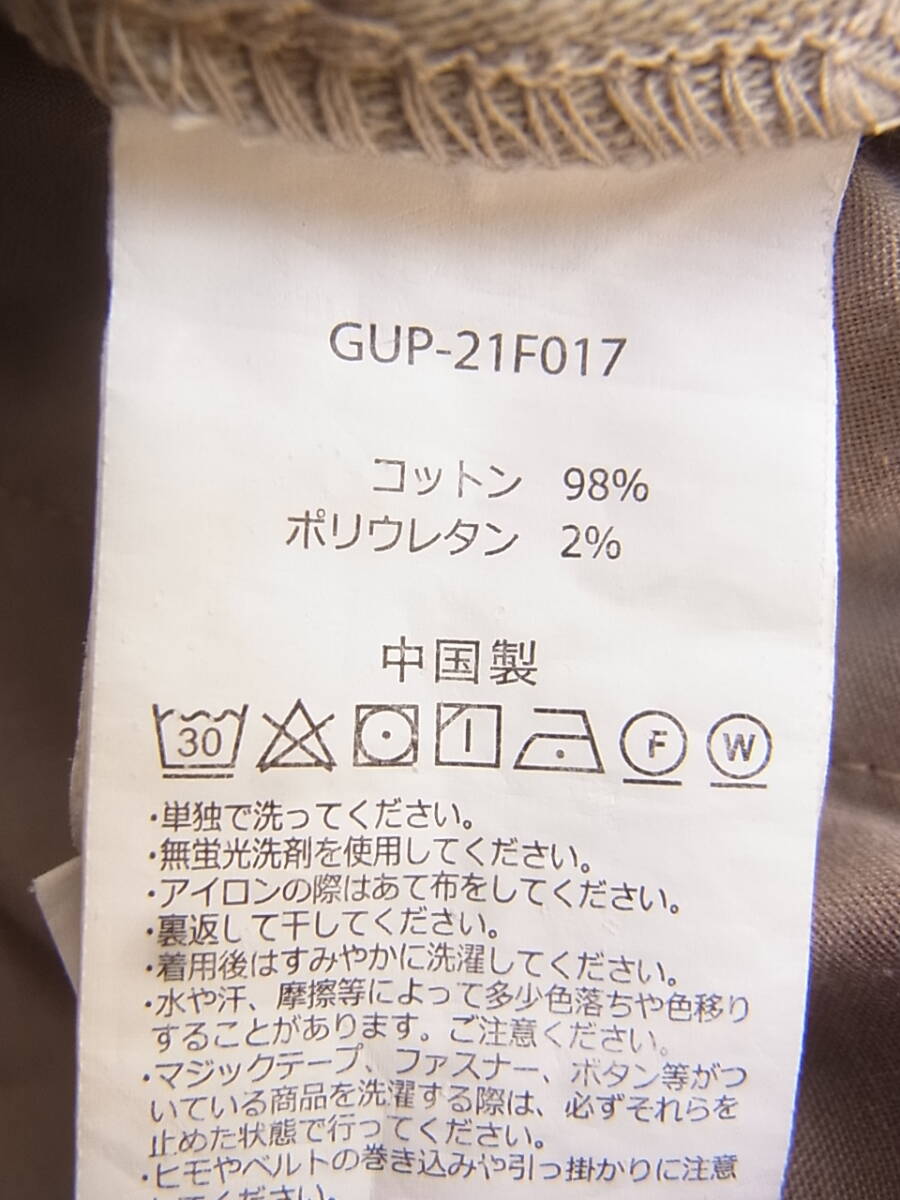 GUP-21F017
コットン 98%
ポリウレタン 2%
中国製
30 F W
・単独で洗ってください。
・無蛍光洗剤を使用してください。
・アイロンの際はあて布をしてください。
・裏返して干してください。
・着用後はすみやかに洗濯してください。
・水や汗、摩擦等によって多少色落ちや色移り
することがあります。ご注意ください。
・マジックテープ、ファスナー、ボタン等がつ
いている商品を洗濯する際は、必ずそれらを
止めた状態で行ってください。
・ヒモやベルトの巻き込みや引っ掛かりに注意
してください。